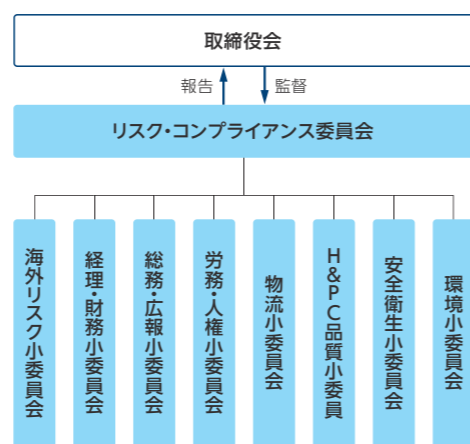 取締役会
報告
監督
リスク・コンプライアンス委員会
海外リスク小委員会
経理・財務小委員会
総務・広報小委員会
労務・人権小委員会
物流小委員会
H&PC品質小委員
安全衛生小委員会
環境小委員会